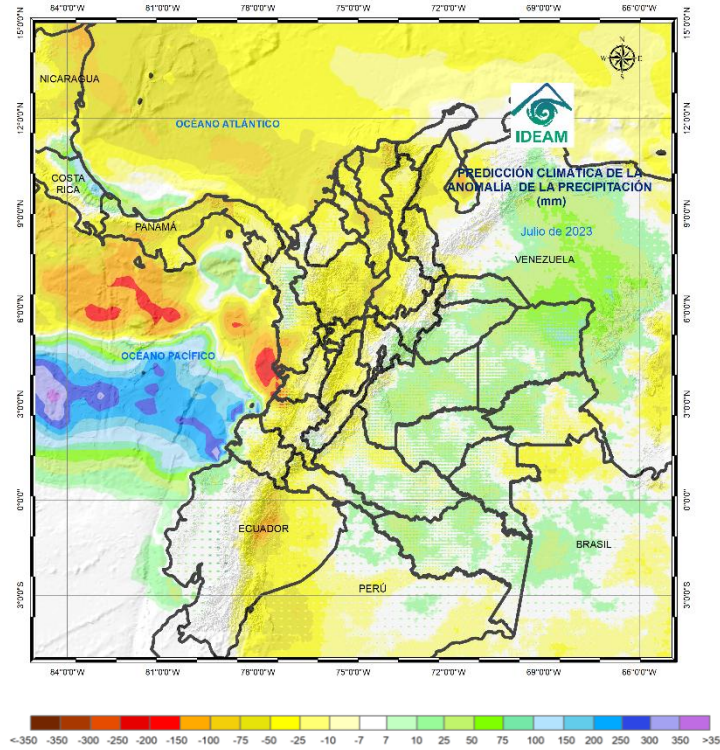 84°0'0"W 81°0'0"W 78°0'0"W 75°0'0"W 72°0'0"W 69°0'0"W 66°0'0"W
15°0'0"N 15°0'0"N
NICARAGUA
N
W E
S
12°0'0"N 12°0'0"N
OCÉANO ATLÁNTICO
IDEAM
PREDICCIÓN CLIMÁTICA DE LA
ANOMALÍA DE LA PRECIPITACIÓN
(mm)
COSTA
RICA
9°0'0"N 9°0'0"N
PANAMÁ
Julio de 2023
VENEZUELA
6°0'0"N 6°0'0"N
OCÉANO PACÍFICO
3°0'0"N 3°0'0"N
0°0'0" 0°0'0"
ECUADOR
BRASIL
PERÚ
3°0'0"S 3°0'0"S
84°0'0"W 81°0'0"W 78°0'0"W 75°0'0"W 72°0'0"W 69°0'0"W 66°0'0"W
<-350 -350 -300 -250 -200 -150 -100 -75 -50 -25 -10 -7 7 10 25 50 75 100 150 200 250 300 350 >35